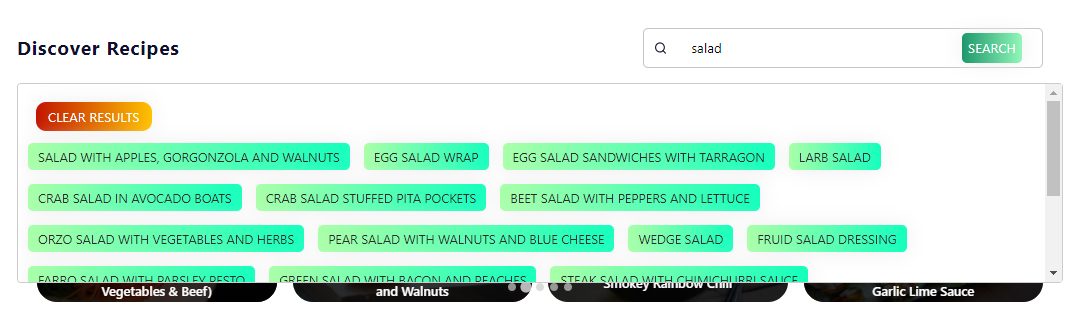 Discover Recipes
salad
SEARCH
CLEAR RESULTS
SALAD WITH APPLES, GORGONZOLA AND WALNUTS EGG SALAD WRAP EGG SALAD SANDWICHES WITH TARRAGON LARB SALAD
CRAB SALAD IN AVOCADO BOATS CRAB SALAD STUFFED PITA POCKETS BEET SALAD WITH PEPPERS AND LETTUCE
ORZO SALAD WITH VEGETABLES AND HERBS PEAR SALAD WITH WALNUTS AND BLUE CHEESE WEDGE SALAD FRUID SALAD DRESSING
FARRO SALAD WITH PARSLEY PESTO GREEN SALAD WITH BACON AND PEACHES STEAK SALAD WITH CHIMICHURRI SAUCE
Vegetables & Beef) and Walnuts Smokey Rainbow Chili Garlic Lime Sauce